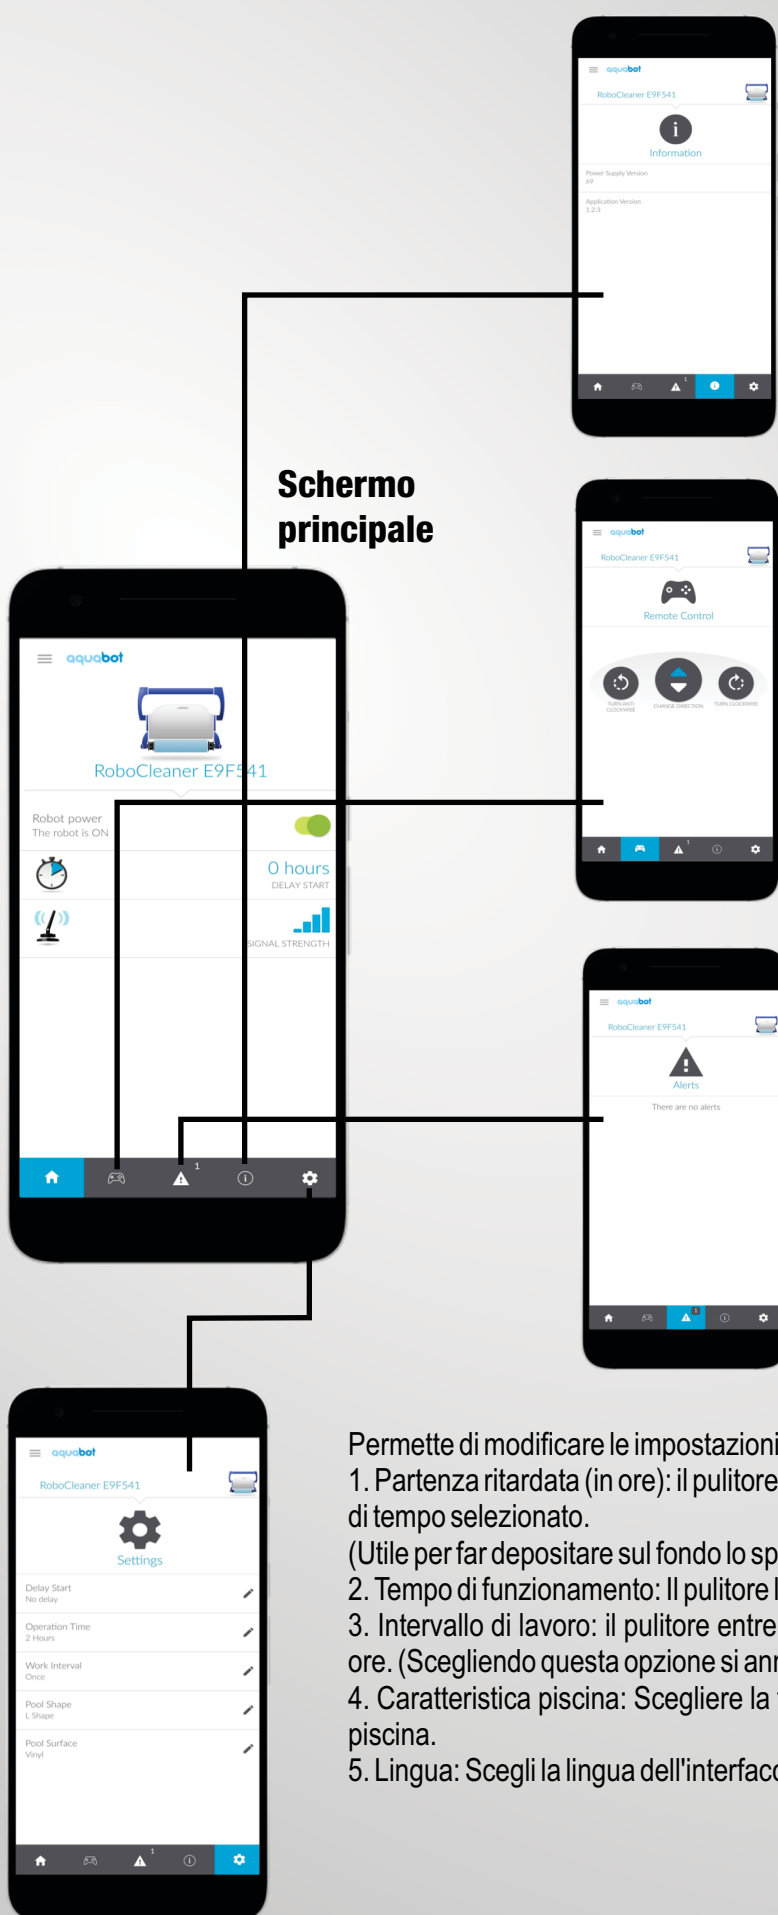 aquabot
RoboCleaner E9F541
i
Information
Power Supply Version
69
Application Version
1.2.3
1
Schermo
principale
aquabot
RoboCleaner E9F541
Remote Control
TURN ANTI
CLOCKWISE
CHANGE DIRECTION
TURN CLOCKWISE
1
aquabot
RoboCleaner E9F541
Robot power
The robot is ON
0 hours
DELAY START
SIGNAL STRENGTH
1
aquabot
RoboCleaner E9F541
Alerts
There are no alerts
1
aquabot
RoboCleaner E9F541
Settings
Delay Start
No delay
Operation Time
2 Hours
Work Interval
Once
Pool Shape
L Shape
Pool Surface
Vinyl
1
Permette di modificare le impostazioni
1. Partenza ritardata (in ore): il pulitore
di tempo selezionato.
(Utile per far depositare sul fondo lo
2. Tempo di funzionamento: Il pulitore
3. Intervallo di lavoro: il pulitore
ore. (Scegliendo questa opzione si
4. Caratteristica piscina: Scegliere la
piscina.
5. Lingua: Scegli la lingua